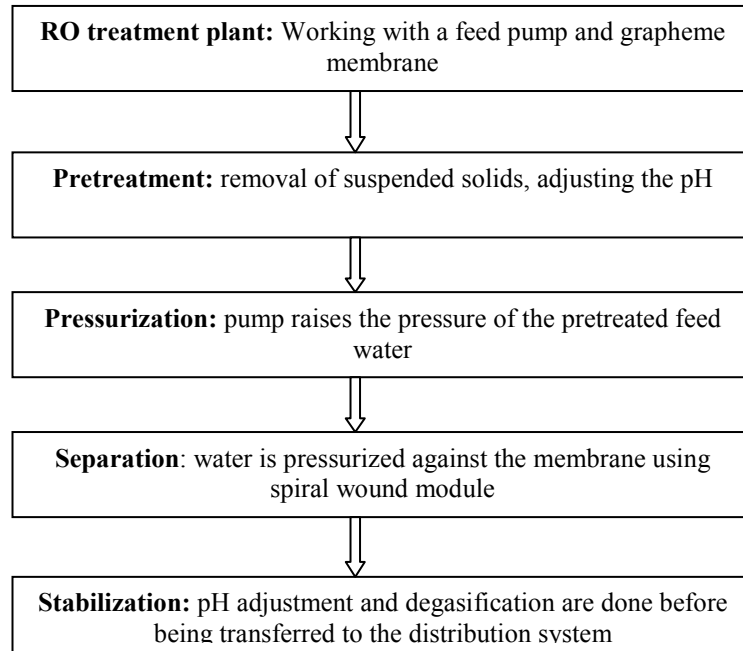 RO treatment plant: Working with a feed pump and grapheme
membrane
Pretreatment: removal of suspended solids, adjusting the pH
Pressurization: pump raises the pressure of the pretreated feed
water
Separation: water is pressurized against the membrane using
spiral wound module
Stabilization: pH adjustment and degasification are done before
being transferred to the distribution system